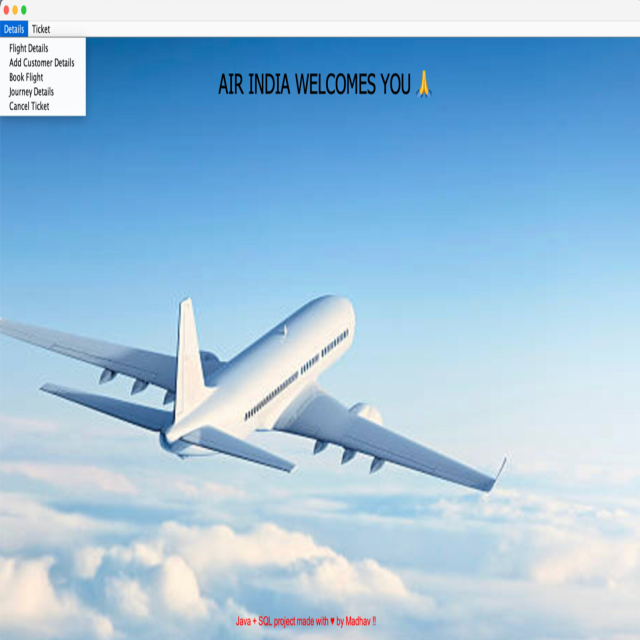 Details Ticket
Flight Details
Add Customer Details
Book Flight
Journey Details
Cancel Ticket
AIR INDIA WELCOMES YOU 🙏
Java + SQL project made with ♥ by Madhav !!